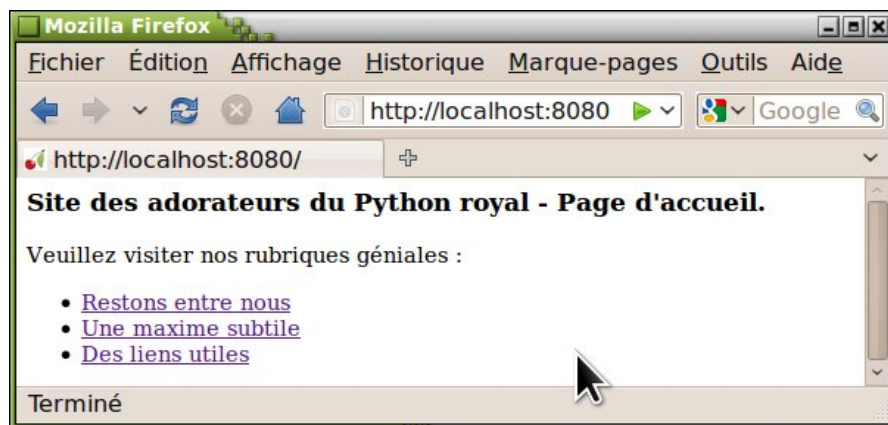 Mozilla Firefox
Fichier Édition Affichage Historique Marque-pages Outils Aide
http://localhost:8080 Google
http://localhost:8080/
Site des adorateurs du Python royal - Page d'accueil.
Veuillez visiter nos rubriques géniales :
• Restons entre nous
• Une maxime subtile
• Des liens utiles
Terminé